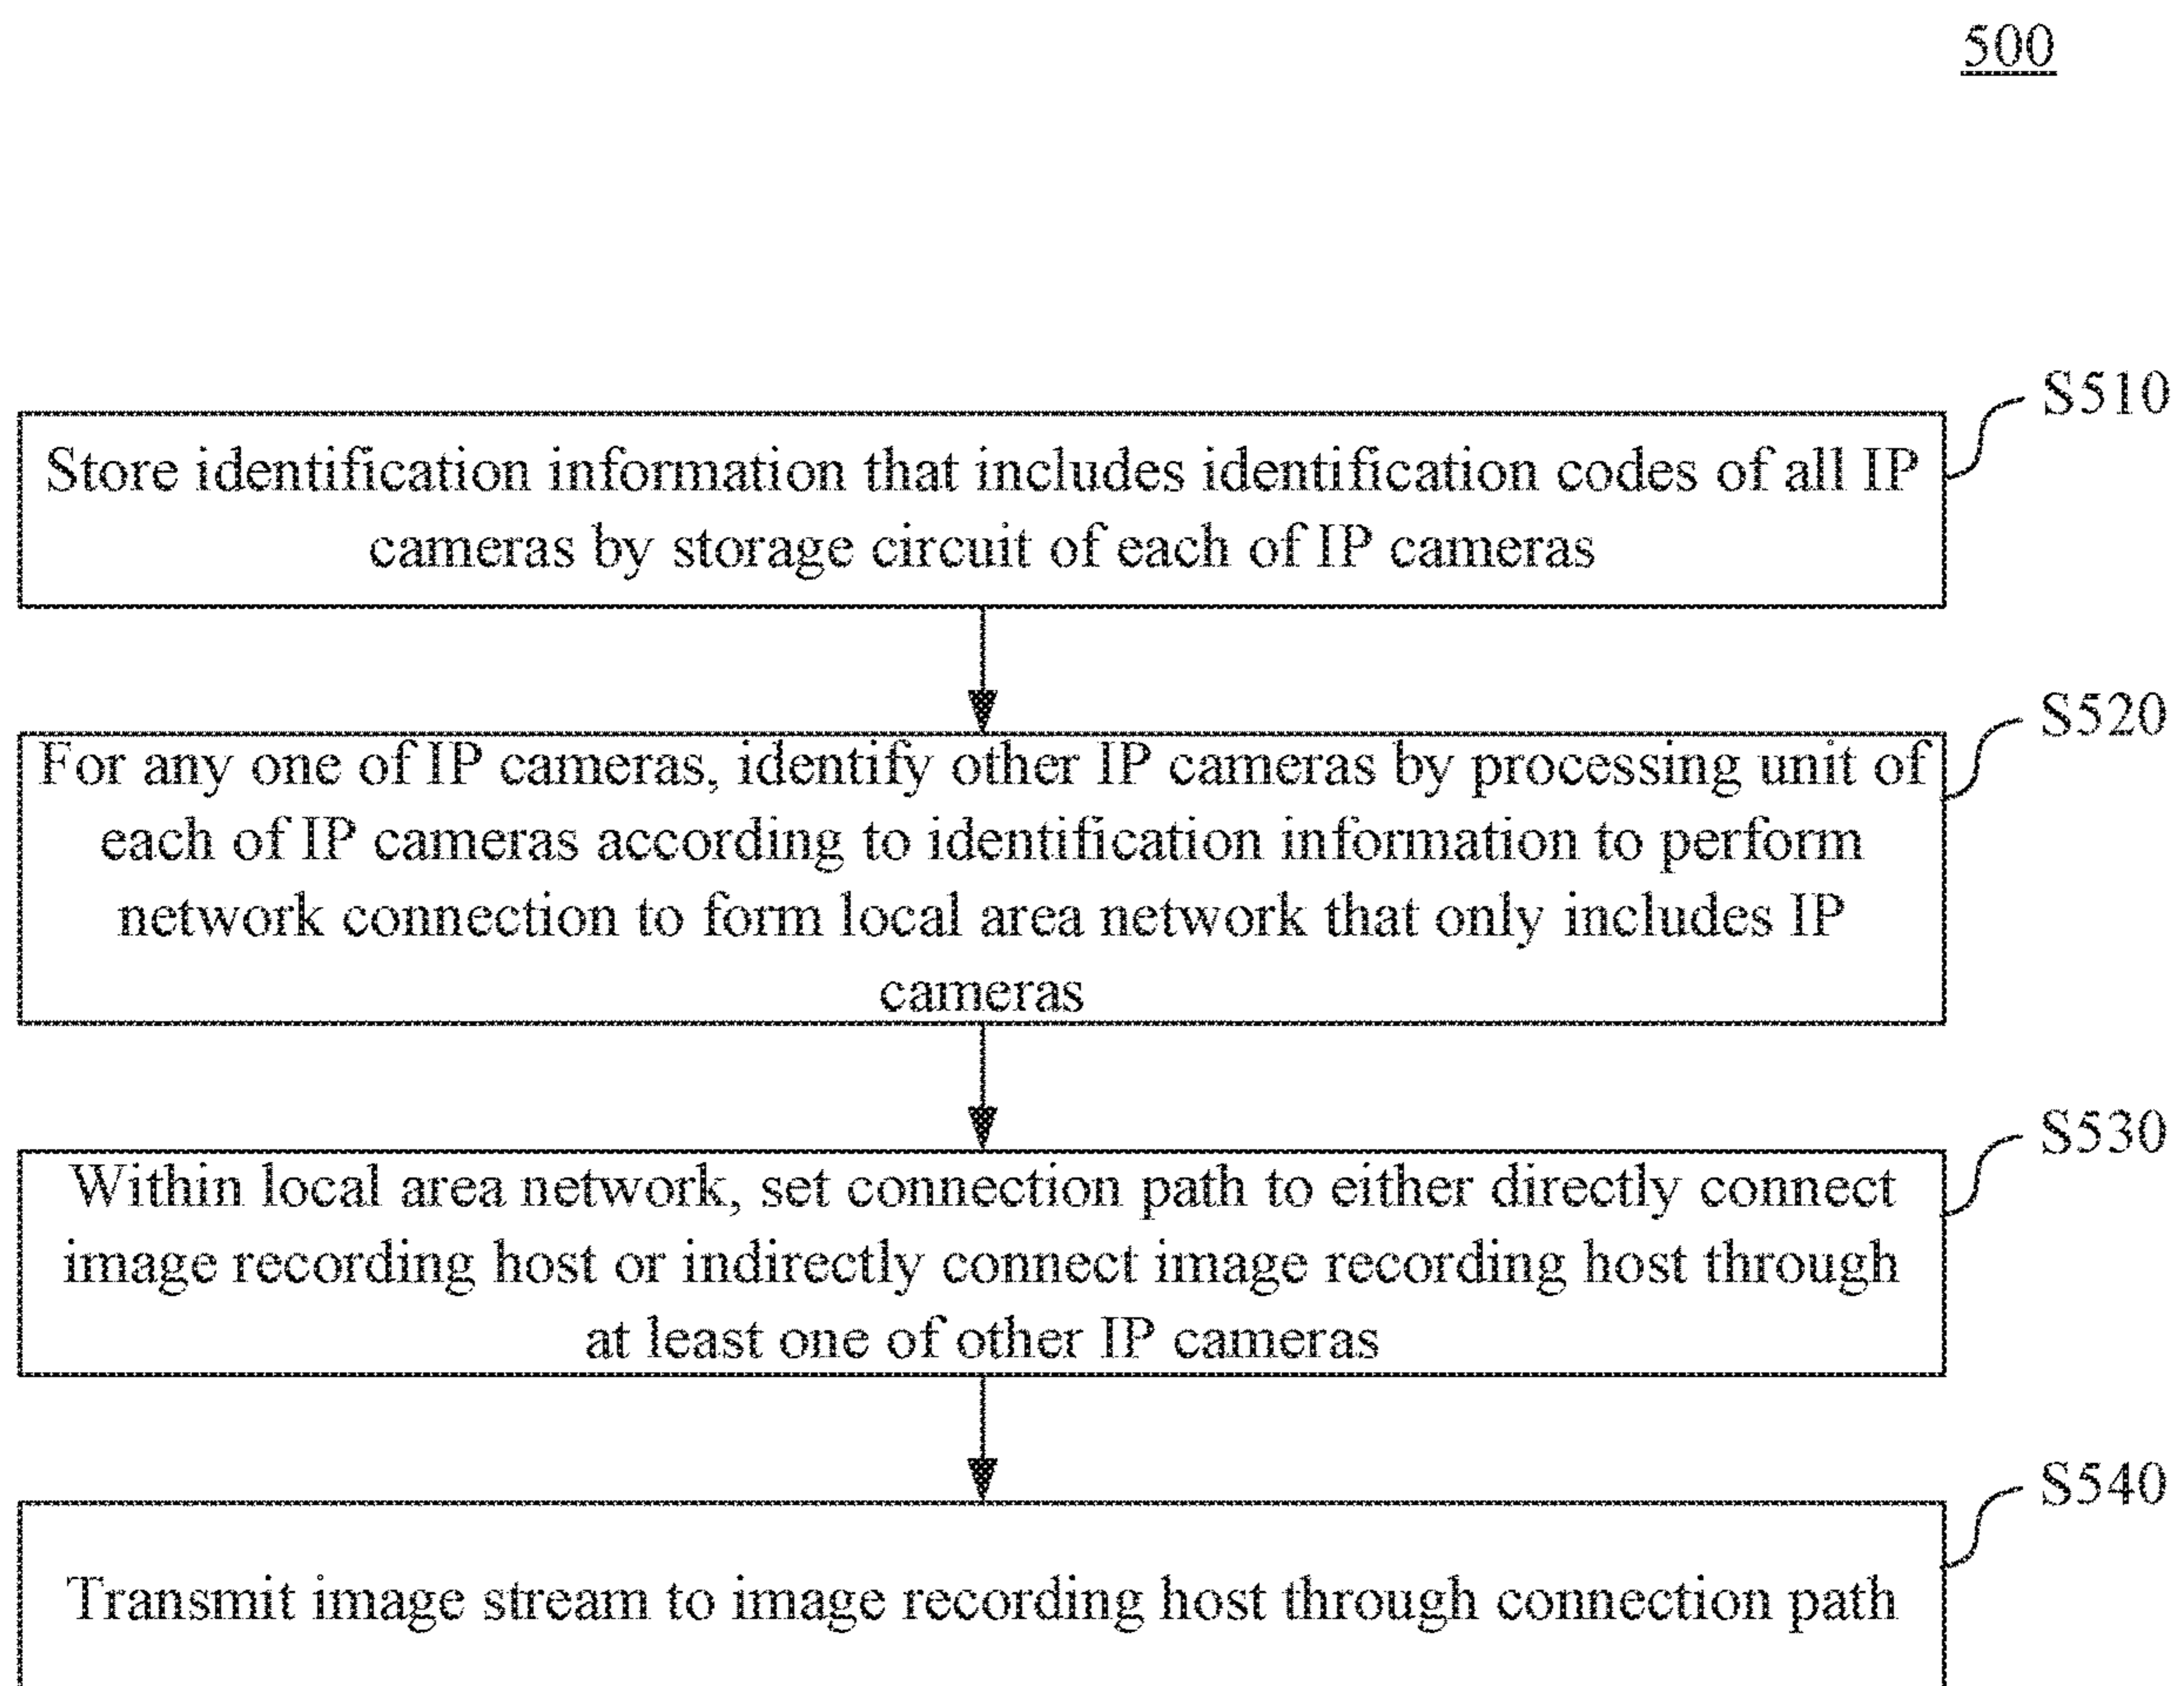 500
S510
Store identification information that includes identification codes of all IP
cameras by storage circuit of each of IP cameras
S520
For any one of IP cameras, identify other IP cameras by processing unit of
each of IP cameras according to identification information to perform
network connection to form local area network that only includes IP
cameras
S530
Within local area network, set connection path to either directly connect
image recording host or indirectly connect image recording host through
at least one of other IP cameras
S540
Transmit image stream to image recording host through connection path